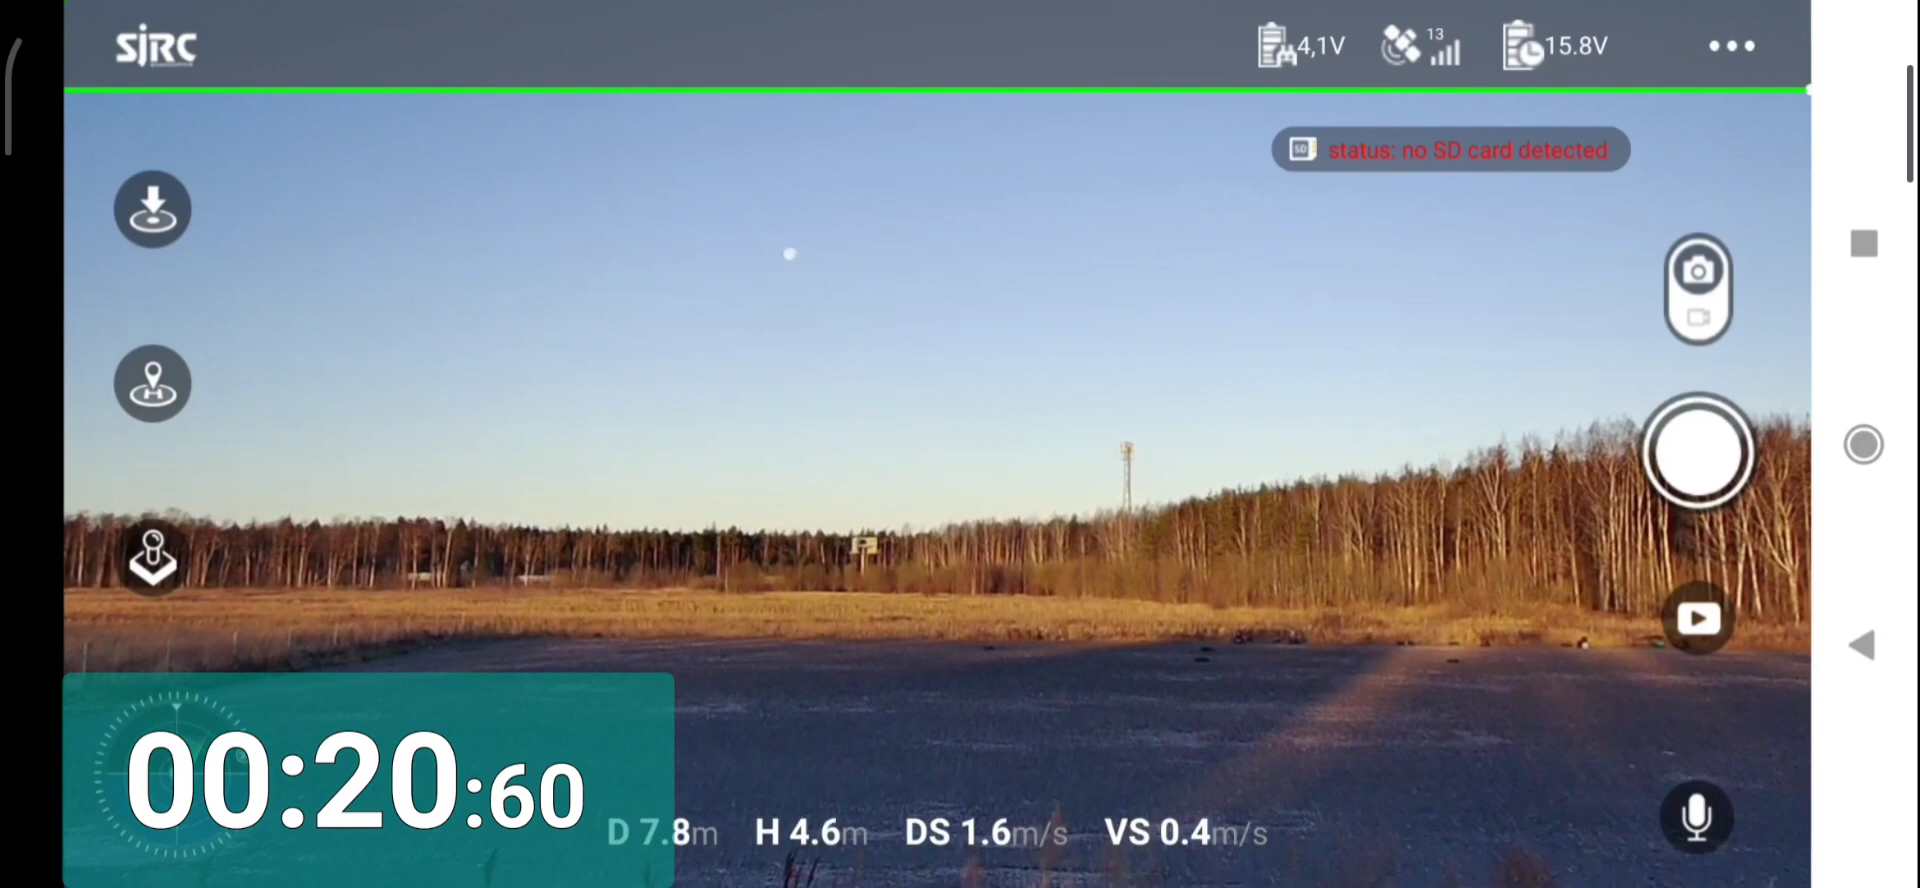 SJRC
4,1V
13
15.8V
SD
status: no SD card detected
H
00:20:60
D 7.8m H 4.6m DS 1.6m/s VS 0.4m/s